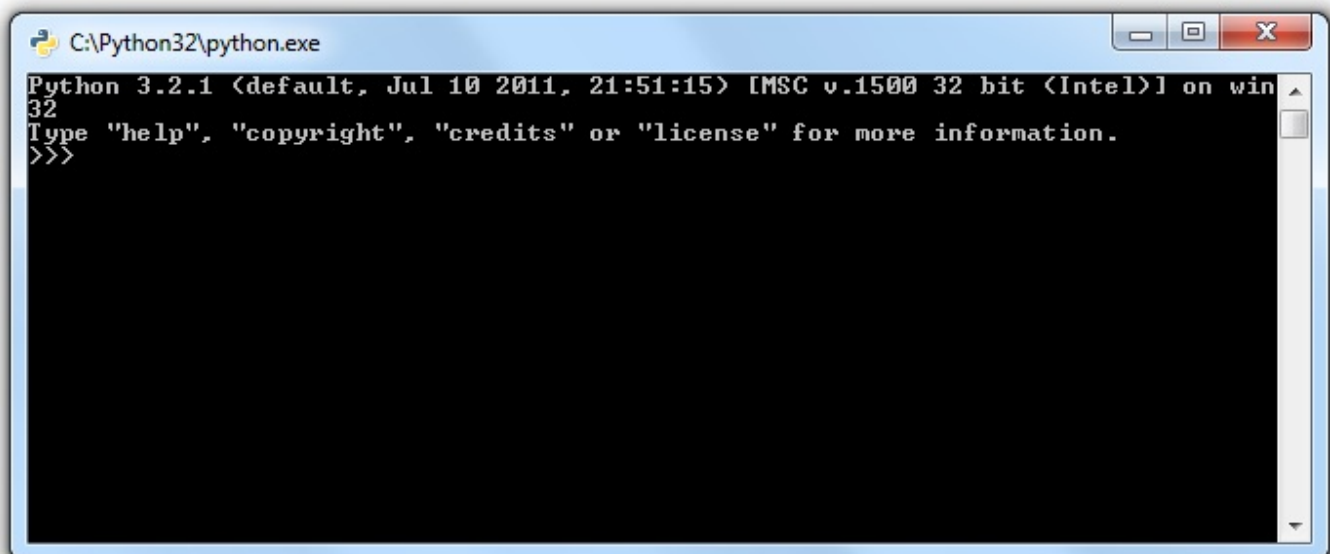 C:\Python32\python.exe
Python 3.2.1 (default, Jul 10 2011, 21:51:15) [MSC v.1500 32 bit (Intel)] on win
32
Type "help", "copyright", "credits" or "license" for more information.
>>>